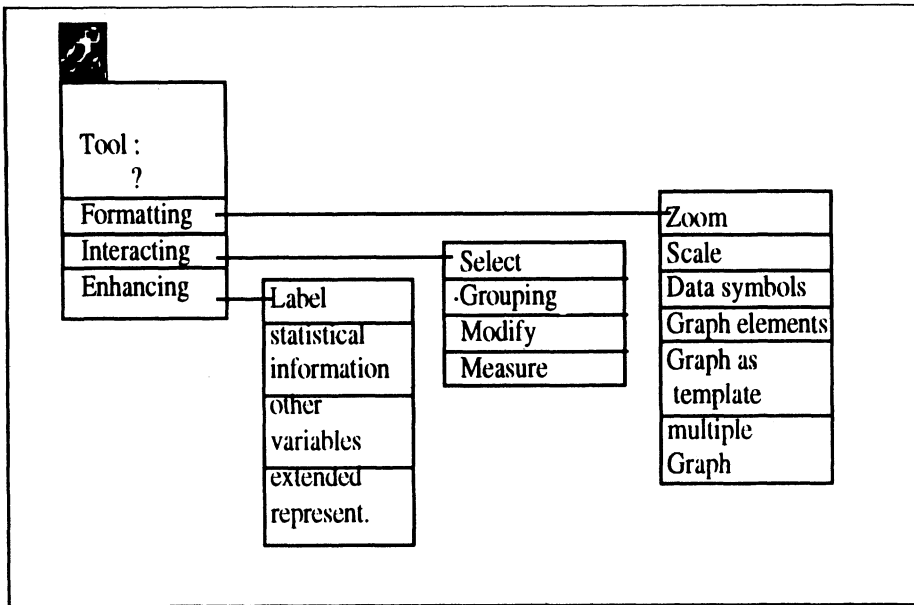 Tool :
?
Formatting
Interacting
Enhancing
Label
statistical
information
other
variables
extended
represent.
Select
Grouping
Modify
Measure
Zoom
Scale
Data symbols
Graph elements
Graph as
template
multiple
Graph